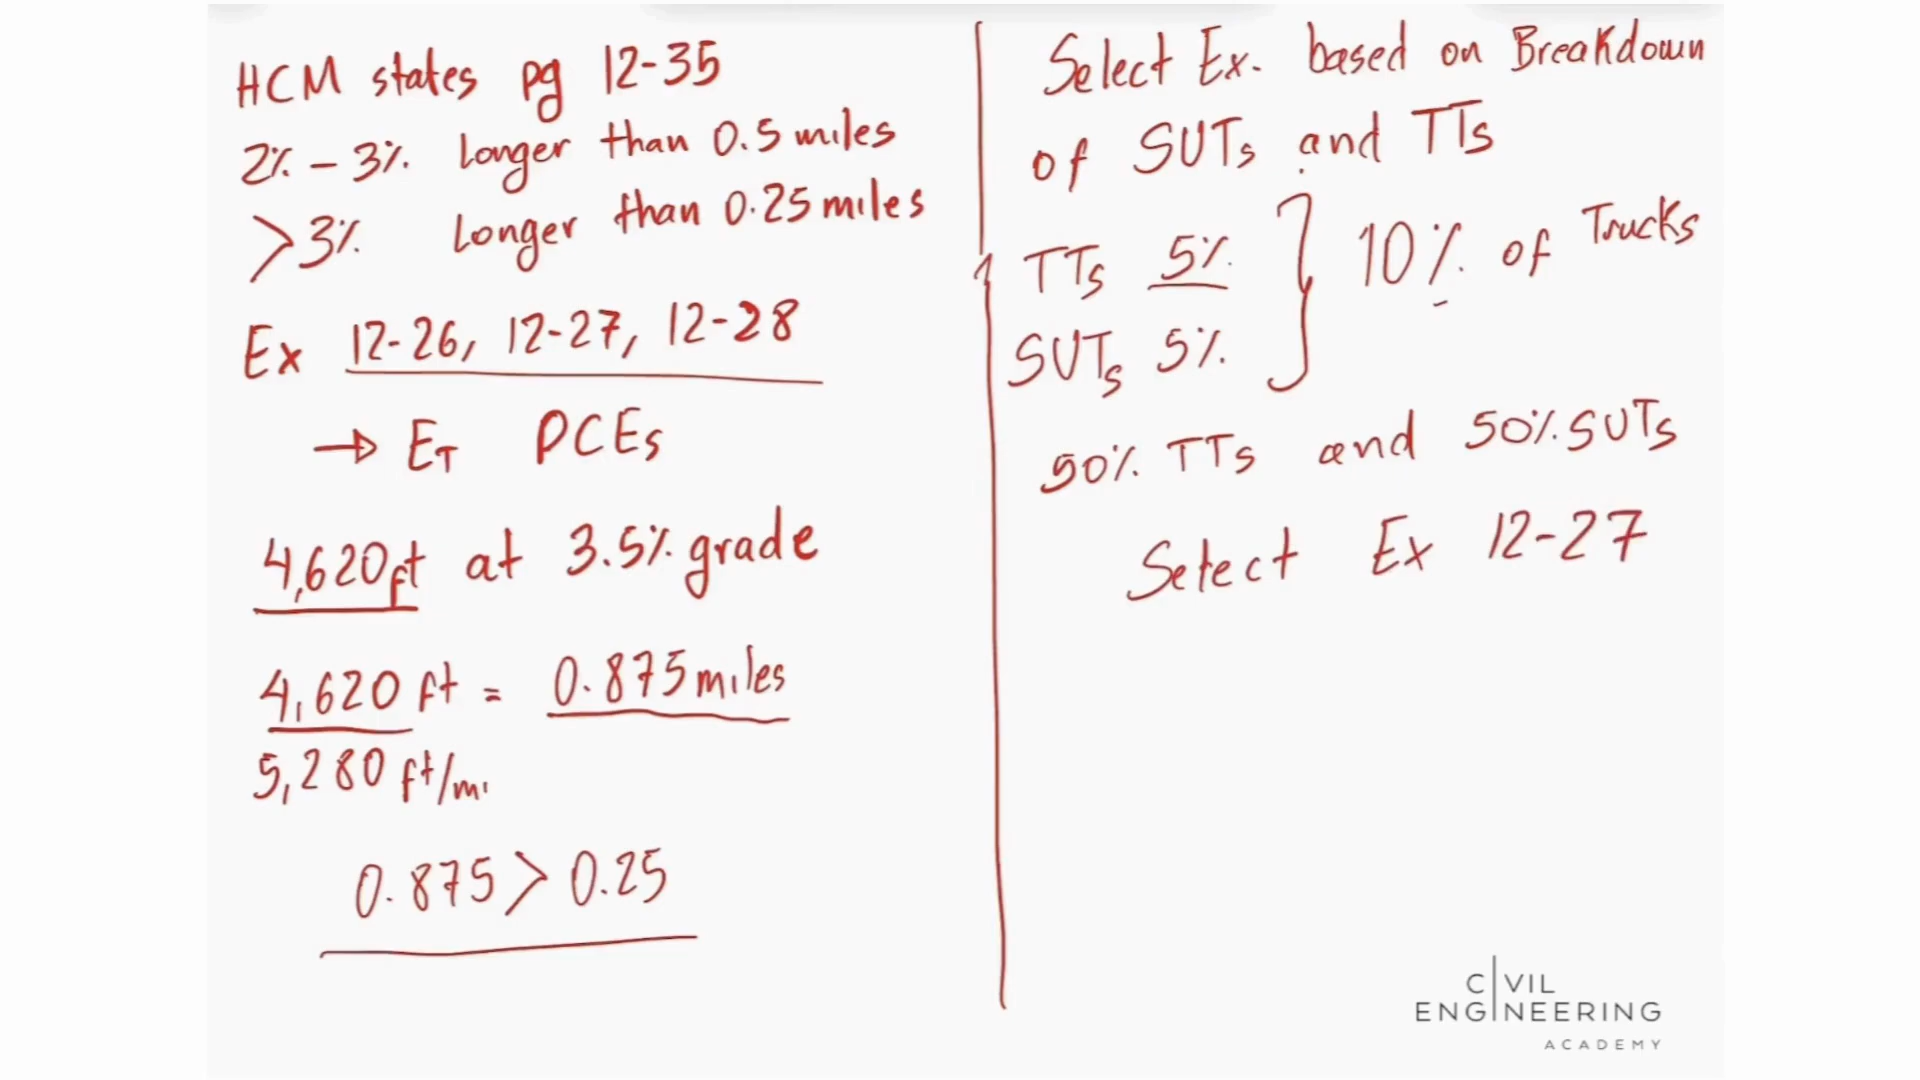 HCM states pg 12-35
2% - 3% Longer than 0.5 miles
>3% Longer than 0.25 miles
Ex 12-26, 12-27, 12-28
→ ET PCEs
4,620ft at 3.5% grade
4,620 ft = 0.875 miles
5,280 ft/mi
0.875 > 0.25
Select Ex. based on Breakdown
of SUTs and TTs
TTs 5% } 10% of Trucks
SUTs 5%
50% TTs and 50% SUTs
Select Ex 12-27
CIVIL
ENGINEERING
ACADEMY